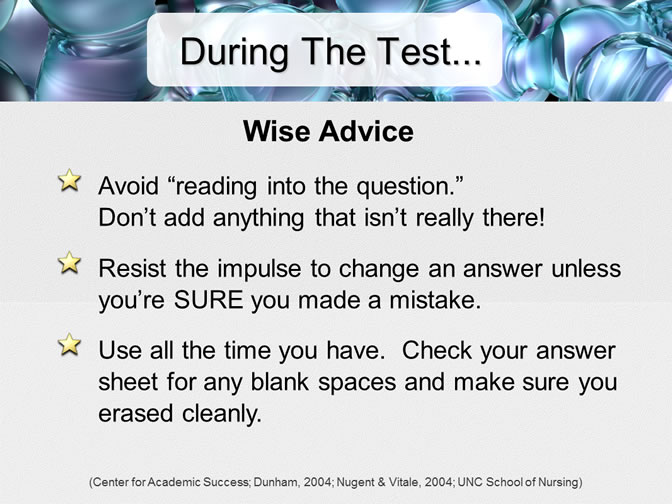 During The Test...
Wise Advice
Avoid “reading into the question.”
Don’t add anything that isn’t really there!
Resist the impulse to change an answer unless
you’re SURE you made a mistake.
Use all the time you have.  Check your answer
sheet for any blank spaces and make sure you
erased cleanly.
(Center for Academic Success; Dunham, 2004; Nugent & Vitale, 2004; UNC School of Nursing)